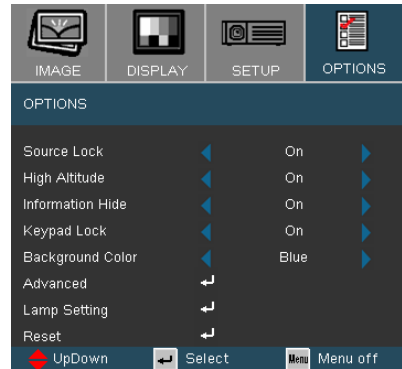 IMAGE DISPLAY SETUP OPTIONS
OPTIONS
Source Lock On
High Altitude On
Information Hide On
Keypad Lock On
Background Color Blue
Advanced
Lamp Setting
Reset
UpDown Select Menu Menu off